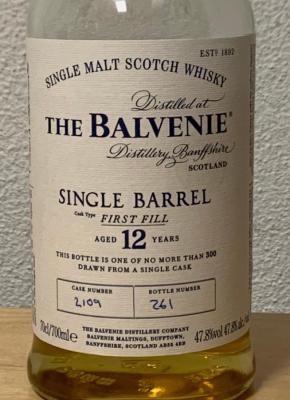 ESTD 1892
SINGLE MALT SCOTCH WHISKY
Distilled at
THE BALVENIE®
Distillery, Banffshire
SCOTLAND
SINGLE BARREL
Cask Type FIRST FILL
AGED 12 YEARS
THIS BOTTLE IS ONE OF NO MORE THAN 300
DRAWN FROM A SINGLE CASK
CASK NUMBER BOTTLE NUMBER
2109 261
70cl/700ml℮
THE BALVENIE DISTILLERY COMPANY
BALVENIE MALTINGS, DUFFTOWN,
BANFFSHIRE, SCOTLAND AB55 4BB
47.8%vol 47.8%alc.